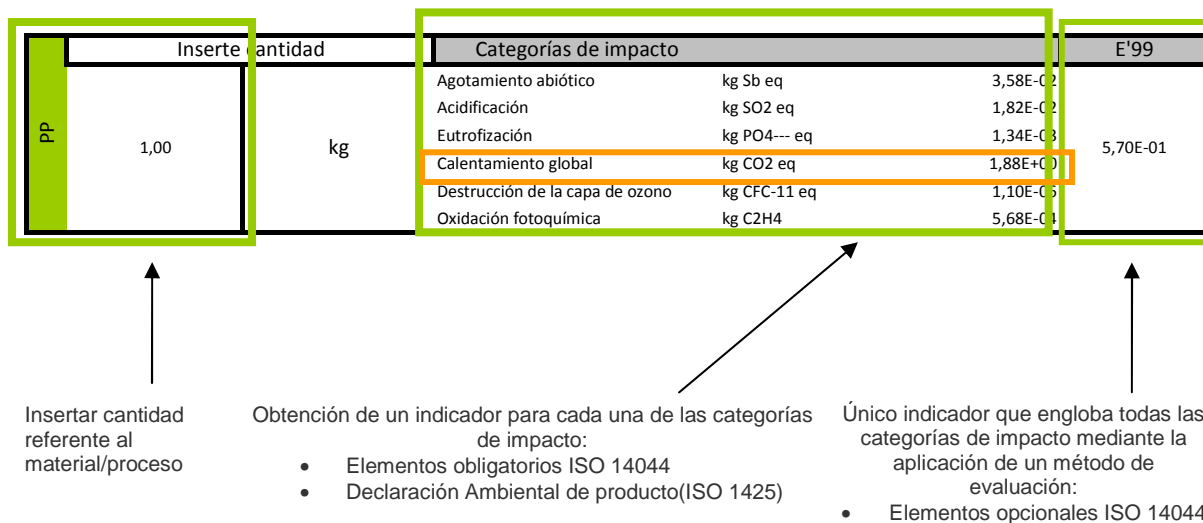 Inserte cantidad Categorías de impacto E'99
PP
1,00 kg
Agotamiento abiótico kg Sb eq 3,58E-02
Acidificación kg SO2 eq 1,82E-02
Eutrofización kg PO4--- eq 1,34E-03
Calentamiento global kg CO2 eq 1,88E+00
Destrucción de la capa de ozono kg CFC-11 eq
Oxidación fotoquímica kg C2H4 5,68E-04
5,70E-01
Insertar cantidad
referente al
material/proceso
Obtención de un indicador para cada una de las categorías
de impacto:
• Elementos obligatorios ISO 14044
• Declaración Ambiental de producto(ISO 1425)
Único indicador que engloba todas las
categorías de impacto mediante la
aplicación de un método de
evaluación:
• Elementos opcionales ISO 14044